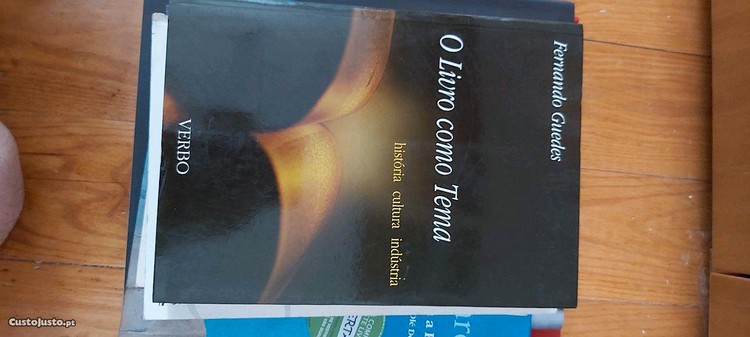 Fernando Guedes
O Livro como Tema
história cultura indústria
VERBO
CustoJusto.pt